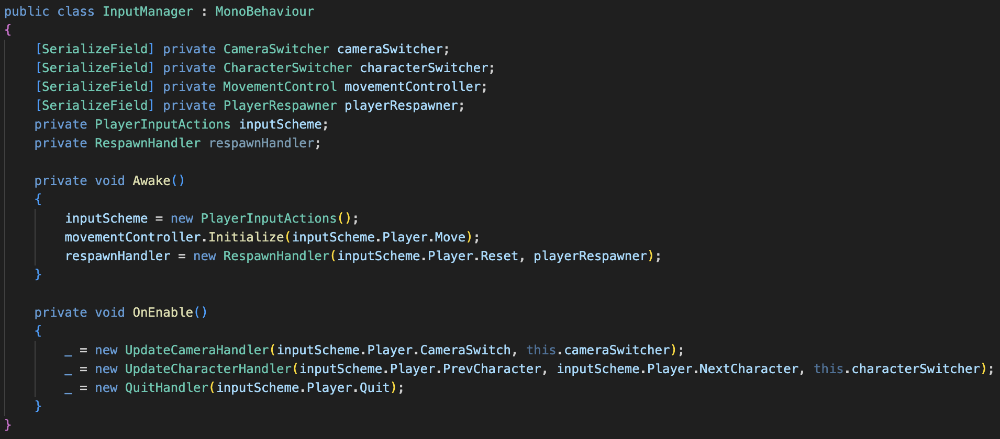 public class InputManager : MonoBehaviour
{
    [SerializeField] private CameraSwitcher cameraSwitcher;
    [SerializeField] private CharacterSwitcher characterSwitcher;
    [SerializeField] private MovementControl movementController;
    [SerializeField] private PlayerRespawner playerRespawner;
    private PlayerInputActions inputScheme;
    private RespawnHandler respawnHandler;

    private void Awake()
    {
        inputScheme = new PlayerInputActions();
        movementController.Initialize(inputScheme.Player.Move);
        respawnHandler = new RespawnHandler(inputScheme.Player.Reset, playerRespawner);
    }

    private void OnEnable()
    {
        _ = new UpdateCameraHandler(inputScheme.Player.CameraSwitch, this.cameraSwitcher);
        _ = new UpdateCharacterHandler(inputScheme.Player.PrevCharacter, inputScheme.Player.NextCharacter, this.characterSwitcher);
        _ = new QuitHandler(inputScheme.Player.Quit);
    }
}